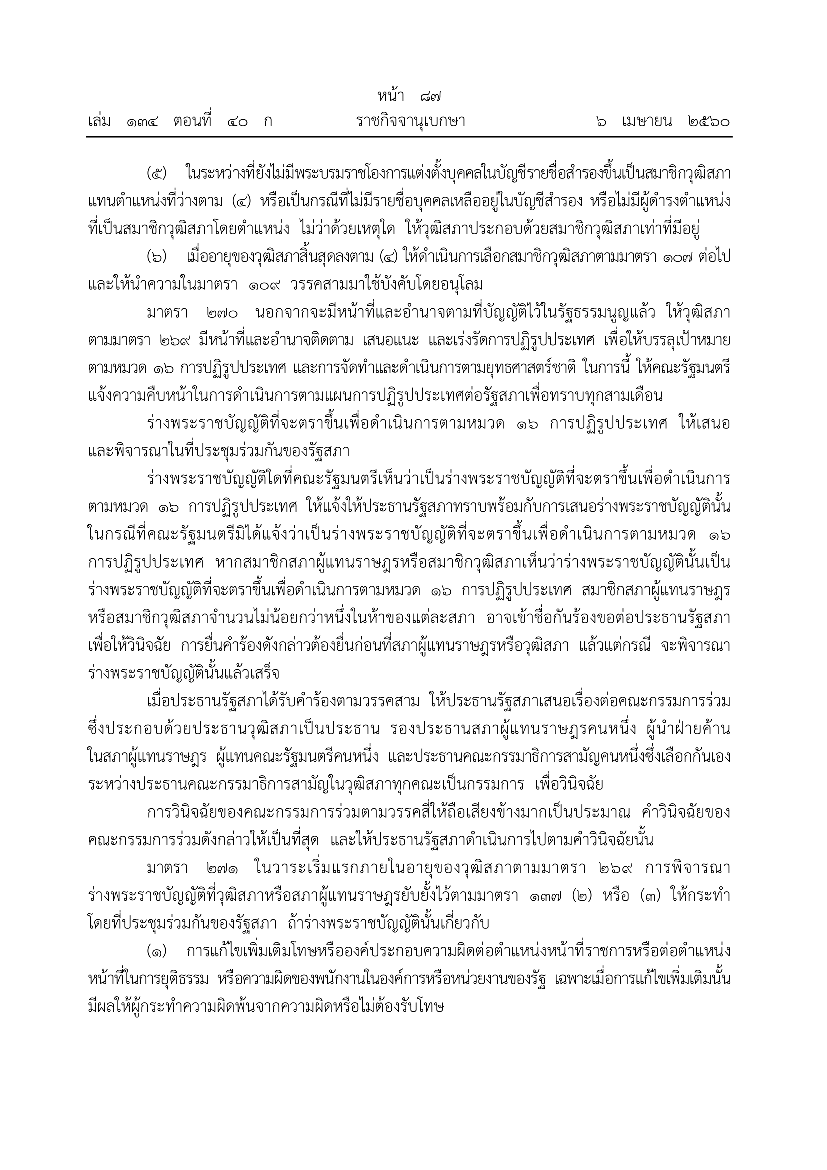 หน้า ๘๗
เล่ม ๑๓๔ ตอนที่ ๔๐ ก ราชกิจจานุเบกษา ๖ เมษายน ๒๕๖๐
(๕) ในระหว่างที่ยังไม่มีพระบรมราชโองการแต่งตั้งบุคคลในบัญชีรายชื่อสำรองขึ้นเป็นสมาชิกวุฒิสภา
แทนตำแหน่งที่ว่างตาม (๔) หรือเป็นกรณีที่ไม่มีรายชื่อบุคคลเหลืออยู่ในบัญชีสำรอง หรือไม่มีผู้ดำรงตำแหน่ง
ที่เป็นสมาชิกวุฒิสภาโดยตำแหน่ง ไม่ว่าด้วยเหตุใด ให้วุฒิสภาประกอบด้วยสมาชิกวุฒิสภาเท่าที่มีอยู่
(๖) เมื่ออายุของวุฒิสภาสิ้นสุดลงตาม (๔) ให้ดำเนินการเลือกสมาชิกวุฒิสภาตามมาตรา ๑๐๗ ต่อไป
และให้นำความในมาตรา ๑๐๙ วรรคสามมาใช้บังคับโดยอนุโลม
มาตรา ๒๗๐ นอกจากจะมีหน้าที่และอำนาจตามที่บัญญัติไว้ในรัฐธรรมนูญแล้ว ให้วุฒิสภา
ตามมาตรา ๒๖๙ มีหน้าที่และอำนาจติดตาม เสนอแนะ และเร่งรัดการปฏิรูปประเทศ เพื่อให้บรรลุเป้าหมาย
ตามหมวด ๑๖ การปฏิรูปประเทศ และการจัดทำและดำเนินการตามยุทธศาสตร์ชาติ ในการนี้ ให้คณะรัฐมนตรี
แจ้งความคืบหน้าในการดำเนินการตามแผนการปฏิรูปประเทศต่อรัฐสภาเพื่อทราบทุกสามเดือน
ร่างพระราชบัญญัติที่จะตราขึ้นเพื่อดำเนินการตามหมวด ๑๖ การปฏิรูปประเทศ ให้เสนอ
และพิจารณาในที่ประชุมร่วมกันของรัฐสภา
ร่างพระราชบัญญัติใดที่คณะรัฐมนตรีเห็นว่าเป็นร่างพระราชบัญญัติที่จะตราขึ้นเพื่อดำเนินการ
ตามหมวด ๑๖ การปฏิรูปประเทศ ให้แจ้งให้ประธานรัฐสภาทราบพร้อมกับการเสนอร่างพระราชบัญญัตินั้น
ในกรณีที่คณะรัฐมนตรีมิได้แจ้งว่าเป็นร่างพระราชบัญญัติที่จะตราขึ้นเพื่อดำเนินการตามหมวด ๑๖
การปฏิรูปประเทศ หากสมาชิกสภาผู้แทนราษฎรหรือสมาชิกวุฒิสภาเห็นว่าร่างพระราชบัญญัตินั้นเป็น
ร่างพระราชบัญญัติที่จะตราขึ้นเพื่อดำเนินการตามหมวด ๑๖ การปฏิรูปประเทศ สมาชิกสภาผู้แทนราษฎร
หรือสมาชิกวุฒิสภาจำนวนไม่น้อยกว่าหนึ่งในห้าของแต่ละสภา อาจเข้าชื่อกันร้องขอต่อประธานรัฐสภา
เพื่อให้วินิจฉัย การยื่นคำร้องดังกล่าวต้องยื่นก่อนที่สภาผู้แทนราษฎรหรือวุฒิสภา แล้วแต่กรณี จะพิจารณา
ร่างพระราชบัญญัตินั้นแล้วเสร็จ
เมื่อประธานรัฐสภาได้รับคำร้องตามวรรคสาม ให้ประธานรัฐสภาเสนอเรื่องต่อคณะกรรมการร่วม
ซึ่งประกอบด้วยประธานวุฒิสภาเป็นประธาน รองประธานสภาผู้แทนราษฎรคนหนึ่ง ผู้นำฝ่ายค้าน
ในสภาผู้แทนราษฎร ผู้แทนคณะรัฐมนตรีคนหนึ่ง และประธานคณะกรรมาธิการสามัญคนหนึ่งซึ่งเลือกกันเอง
ระหว่างประธานคณะกรรมาธิการสามัญในวุฒิสภาทุกคณะเป็นกรรมการ เพื่อวินิจฉัย
การวินิจฉัยของคณะกรรมการร่วมตามวรรคสี่ให้ถือเสียงข้างมากเป็นประมาณ คำวินิจฉัยของ
คณะกรรมการร่วมดังกล่าวให้เป็นที่สุด และให้ประธานรัฐสภาดำเนินการไปตามคำวินิจฉัยนั้น
มาตรา ๒๗๑ ในวาระเริ่มแรกภายในอายุของวุฒิสภาตามมาตรา ๒๖๙ การพิจารณา
ร่างพระราชบัญญัติที่วุฒิสภาหรือสภาผู้แทนราษฎรยับยั้งไว้ตามมาตรา ๑๓๗ (๒) หรือ (๓) ให้กระทำ
โดยที่ประชุมร่วมกันของรัฐสภา ถ้าร่างพระราชบัญญัตินั้นเกี่ยวกับ
(๑) การแก้ไขเพิ่มเติมโทษหรือองค์ประกอบความผิดต่อตำแหน่งหน้าที่ราชการหรือต่อตำแหน่ง
หน้าที่ในการยุติธรรม หรือความผิดของพนักงานในองค์การหรือหน่วยงานของรัฐ เฉพาะเมื่อการแก้ไขเพิ่มเติมนั้น
มีผลให้ผู้กระทำความผิดพ้นจากความผิดหรือไม่ต้องรับโทษ